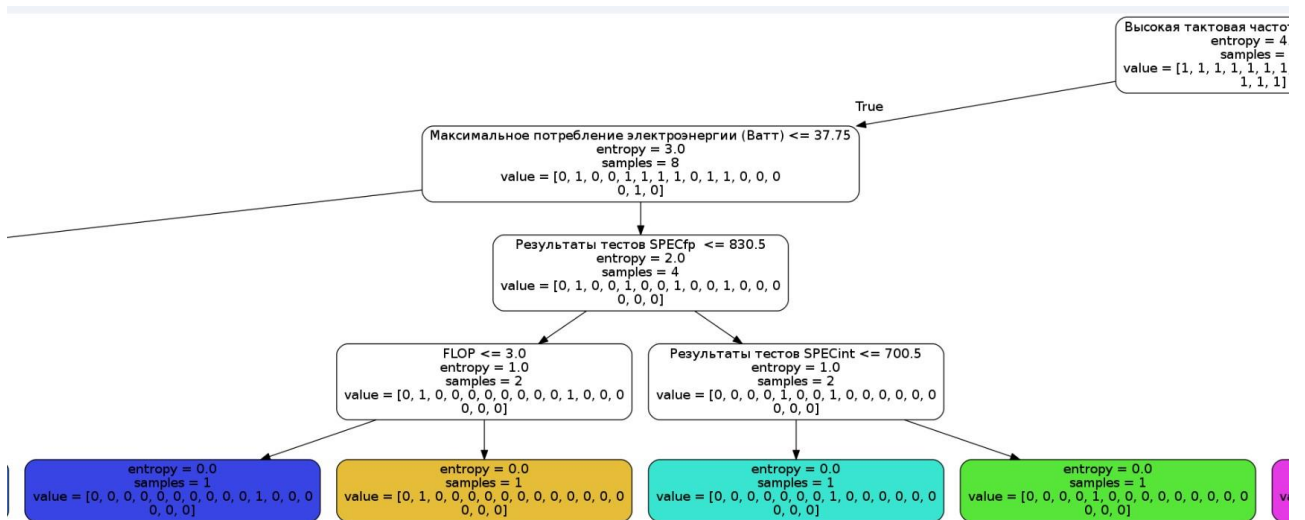 Высокая тактовая
entropy = 4
samples =
value = [1, 1, 1, 1, 1, 1, 1,
1, 1, 1]
True
Максимальное потребление электроэнергии (Ватт) <= 37.75
entropy = 3.0
samples = 8
value = [0, 1, 0, 0, 1, 1, 1, 1, 0, 1, 1, 0, 0, 0
0, 1, 0]
Результаты тестов SPECfp <= 830.5
entropy = 2.0
samples = 4
value = [0, 1, 0, 0, 1, 0, 0, 1, 0, 0, 1, 0, 0, 0
0, 0, 0]
FLOP <= 3.0
entropy = 1.0
samples = 2
value = [0, 1, 0, 0, 0, 0, 0, 0, 0, 0, 1, 0, 0, 0
0, 0, 0]
Результаты тестов SPECint <= 700.5
entropy = 1.0
samples = 2
value = [0, 0, 0, 0, 1, 0, 0, 1, 0, 0, 0, 0, 0, 0
0, 0, 0]
entropy = 0.0
samples = 1
value = [0, 0, 0, 0, 0, 0, 0, 0, 0, 0, 1, 0, 0, 0
0, 0, 0]
entropy = 0.0
samples = 1
value = [0, 1, 0, 0, 0, 0, 0, 0, 0, 0, 0, 0, 0, 0
0, 0, 0]
entropy = 0.0
samples = 1
value = [0, 0, 0, 0, 0, 0, 0, 1, 0, 0, 0, 0, 0, 0
0, 0, 0]
entropy = 0.0
samples = 1
value = [0, 0, 0, 0, 1, 0, 0, 0, 0, 0, 0, 0, 0, 0
0, 0, 0]